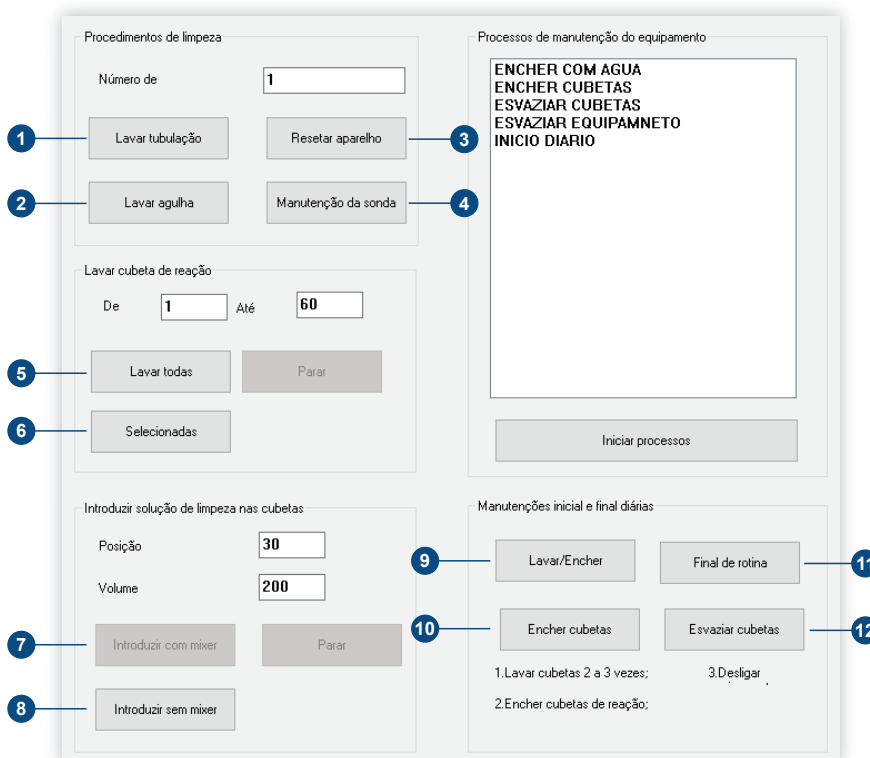 Procedimentos de limpeza
Número de
1
1
Lavar tubulação
Resetar aparelho
3
2
Lavar agulha
Manutenção da sonda
4
Lavar cubeta de reação
De
1
Até
60
5
Lavar todas
Parar
6
Selecionadas
Introduzir solução de limpeza nas cubetas
Posição
30
Volume
200
7
Introduzir com mixer
Parar
8
Introduzir sem mixer
Processos de manutenção do equipamento
ENCHER COM AGUA
ENCHER CUBETAS
ESVAZIAR CUBETAS
ESVAZIAR EQUIPAMNETO
INICIO DIARIO
Iniciar processos
Manutenções inicial e final diárias
9
Lavar/Encher
Final de rotina
11
10
Encher cubetas
Esvaziar cubetas
12
1.Lavar cubetas 2 a 3 vezes;
3.Desligar
2.Encher cubetas de reação;